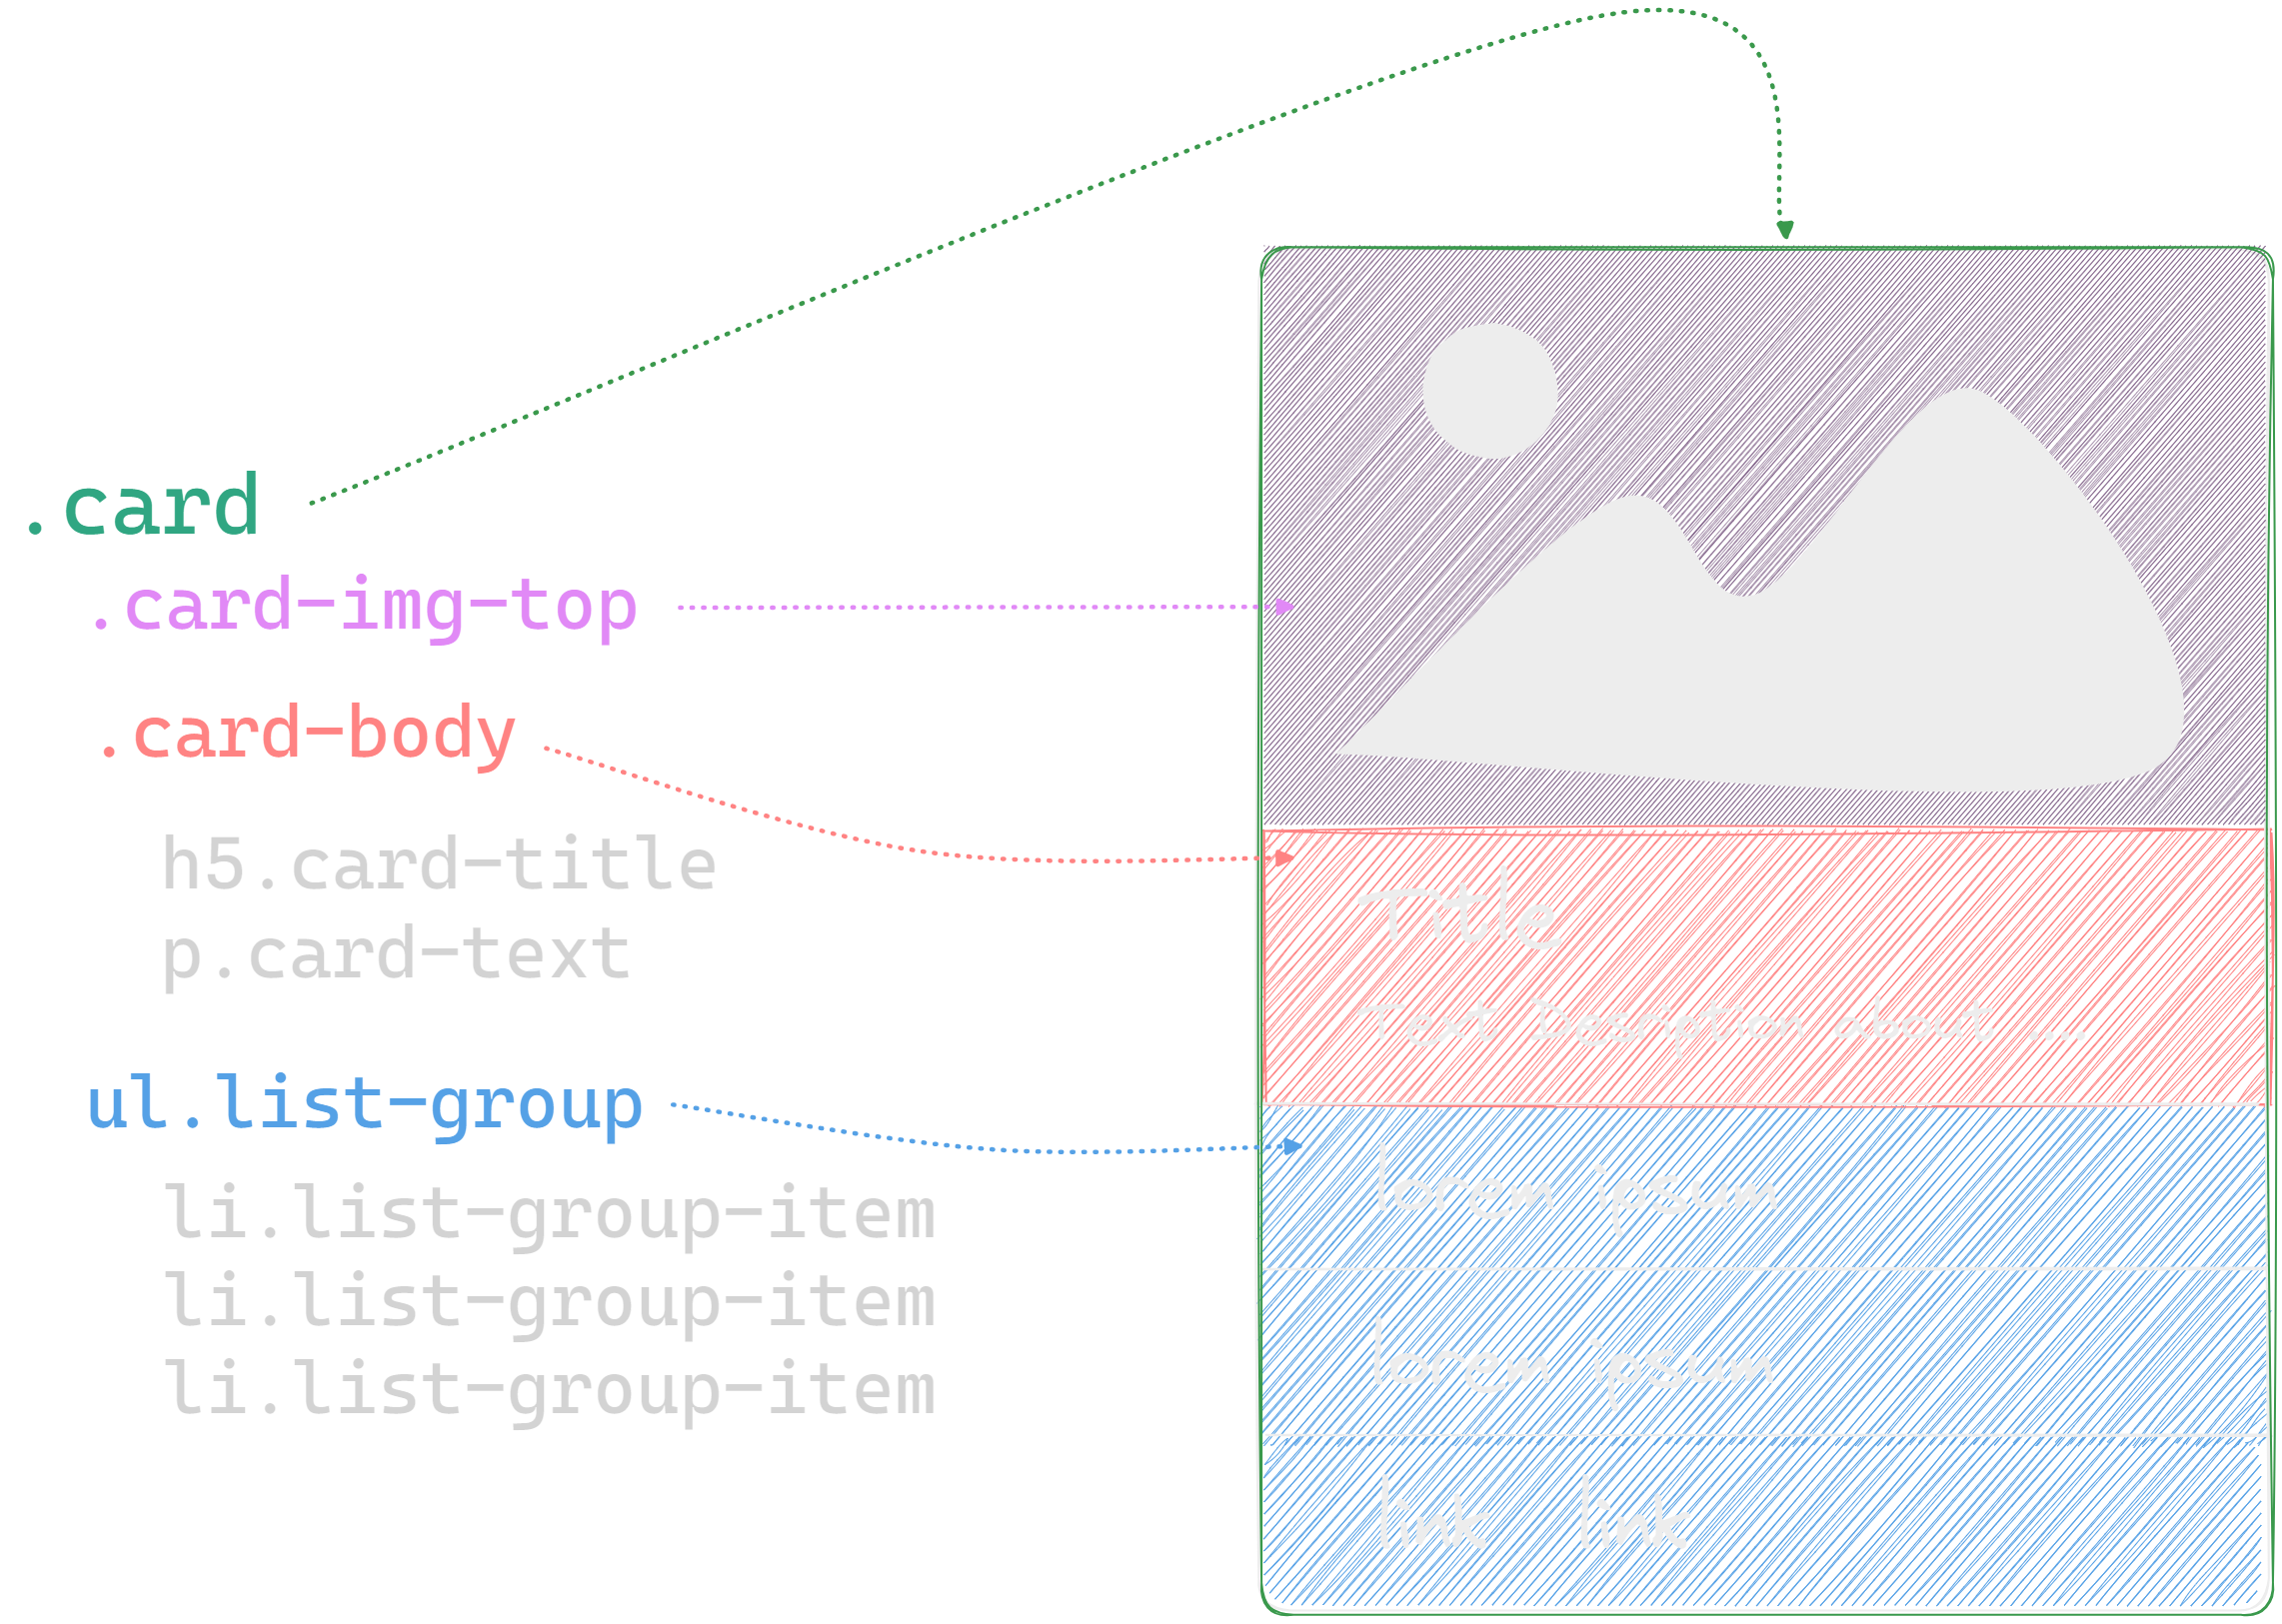 .card
.card-img-top
.card-body
h5.card-title
p.card-text
ul.list-group
li.list-group-item
li.list-group-item
li.list-group-item
Title
Text Desription about ....
lorem ipsum
lorem ipsum
link link